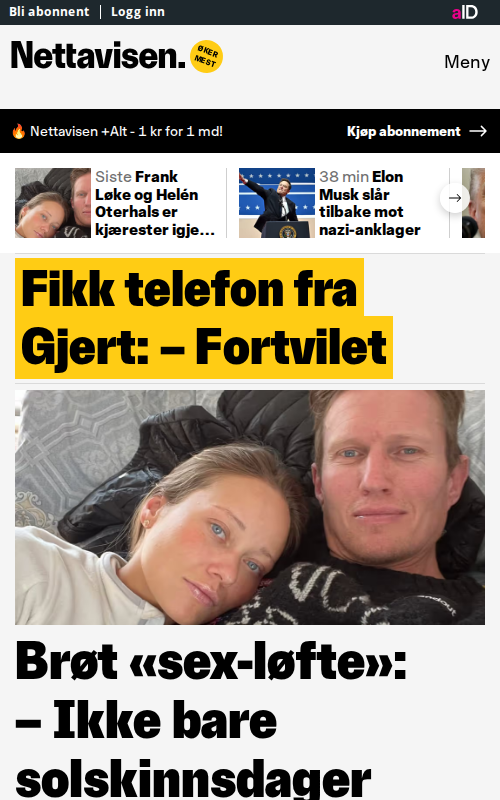 Bli abonnent
Logg inn
aID
Nettavisen.
ØKER
MEST
Meny
🔥 Nettavisen +Alt - 1 kr for 1 md!
Kjøp abonnement
Siste Frank
Løke og Helén
Oterhals er
kjærester igje...
38 min Elon
Musk slår
tilbake mot
nazi-anklager
Fikk telefon fra
Gjert: – Fortvilet
Brøt «sex-løfte»:
– Ikke bare
solskinnsdager